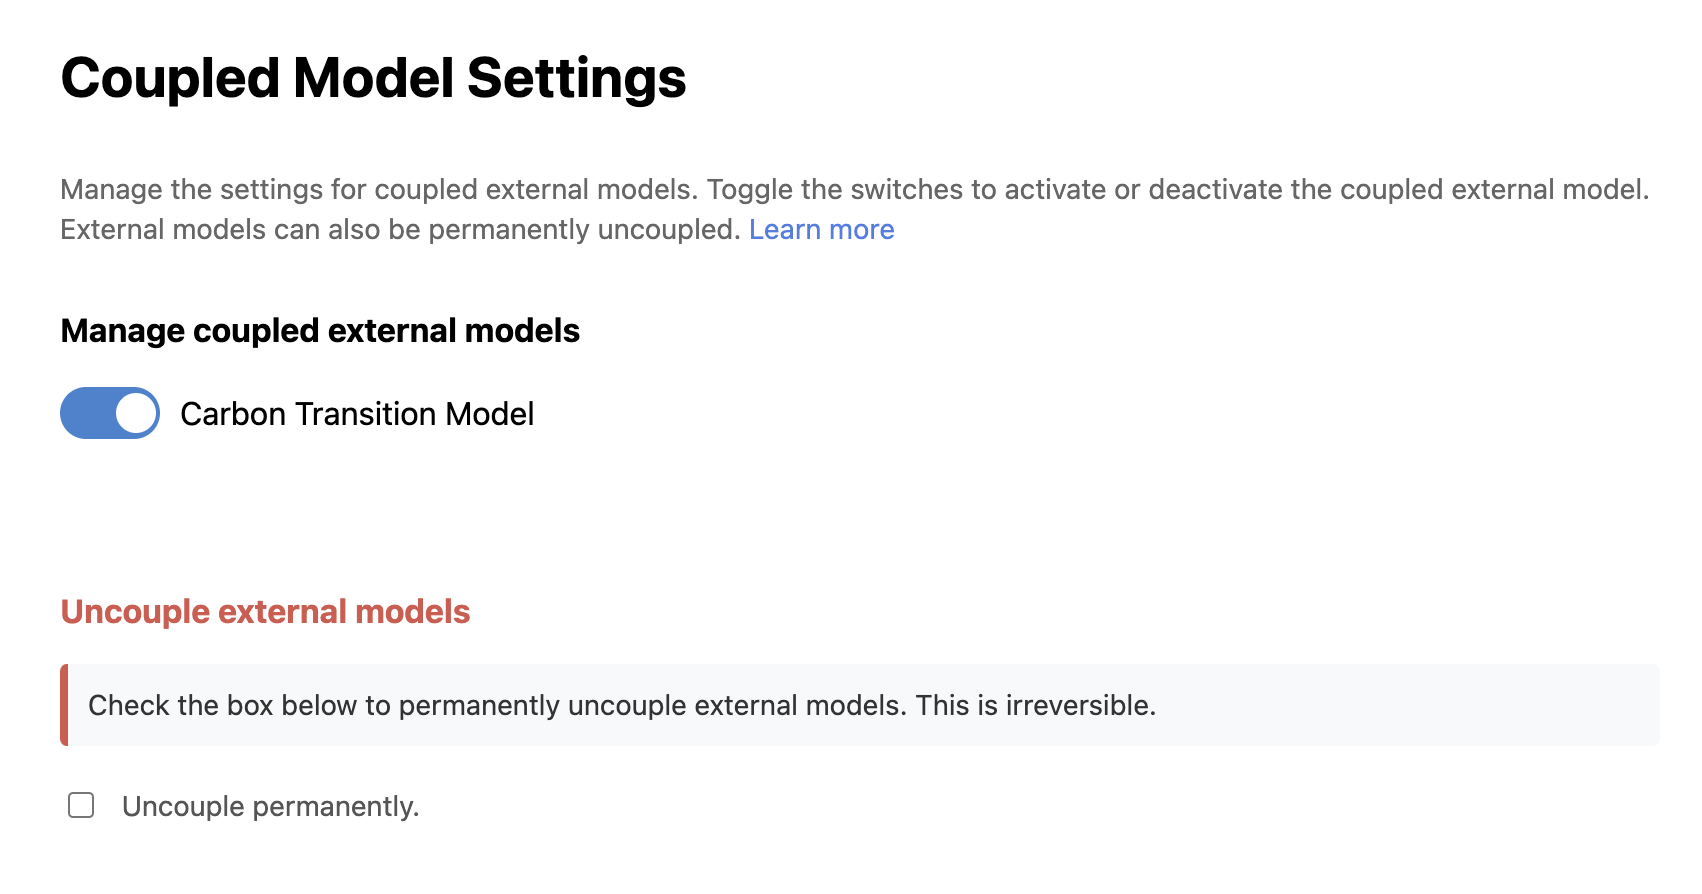 Coupled Model Settings
Manage the settings for coupled external models. Toggle the switches to activate or deactivate the coupled external model.
External models can also be permanently uncoupled. Learn more
Manage coupled external models
Carbon Transition Model
Uncouple external models
Check the box below to permanently uncouple external models. This is irreversible.
Uncouple permanently.